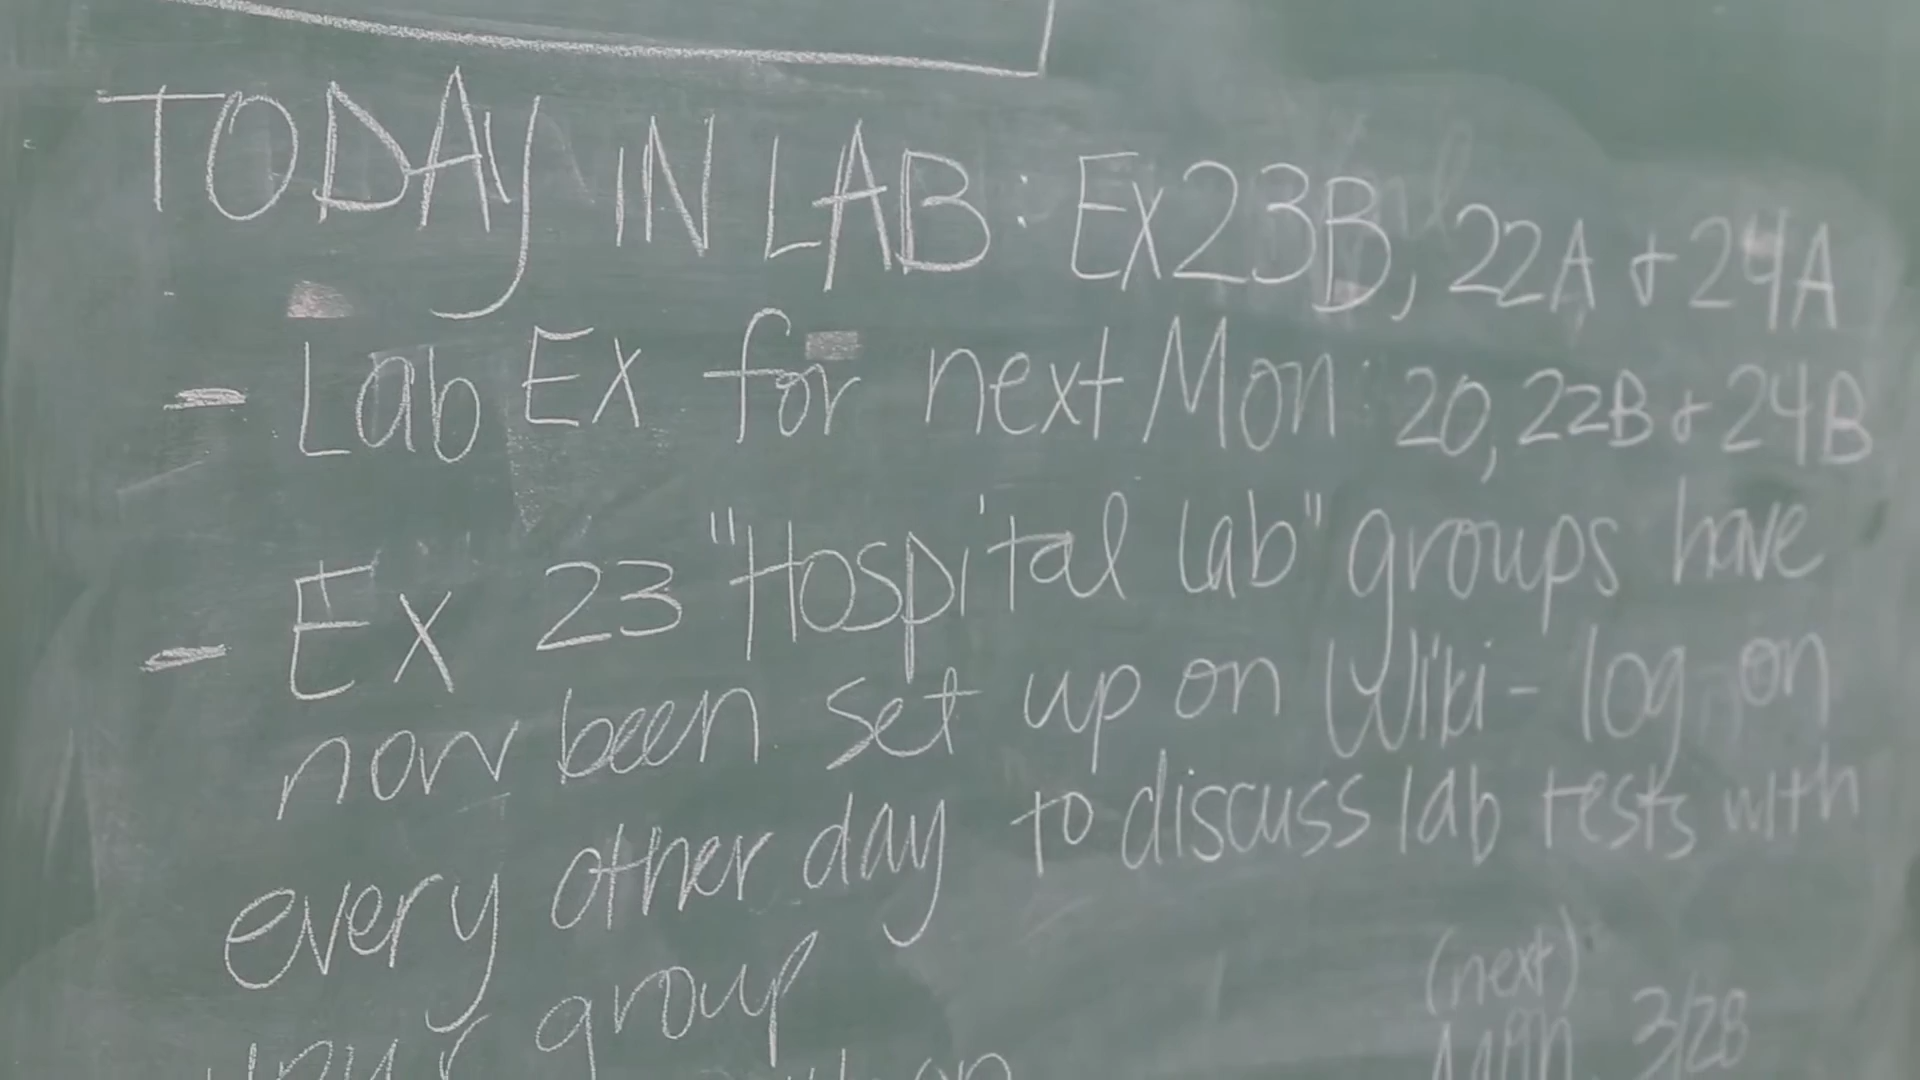 TODAY IN LAB: Ex23B, 22A & 24A
- Lab Ex for next Mon: 20, 22B & 24B
- Ex 23 "Hospital Lab" groups have
now been set up on Wiki - log-on
every other day to discuss lab tests with
your group
(next)
3/28